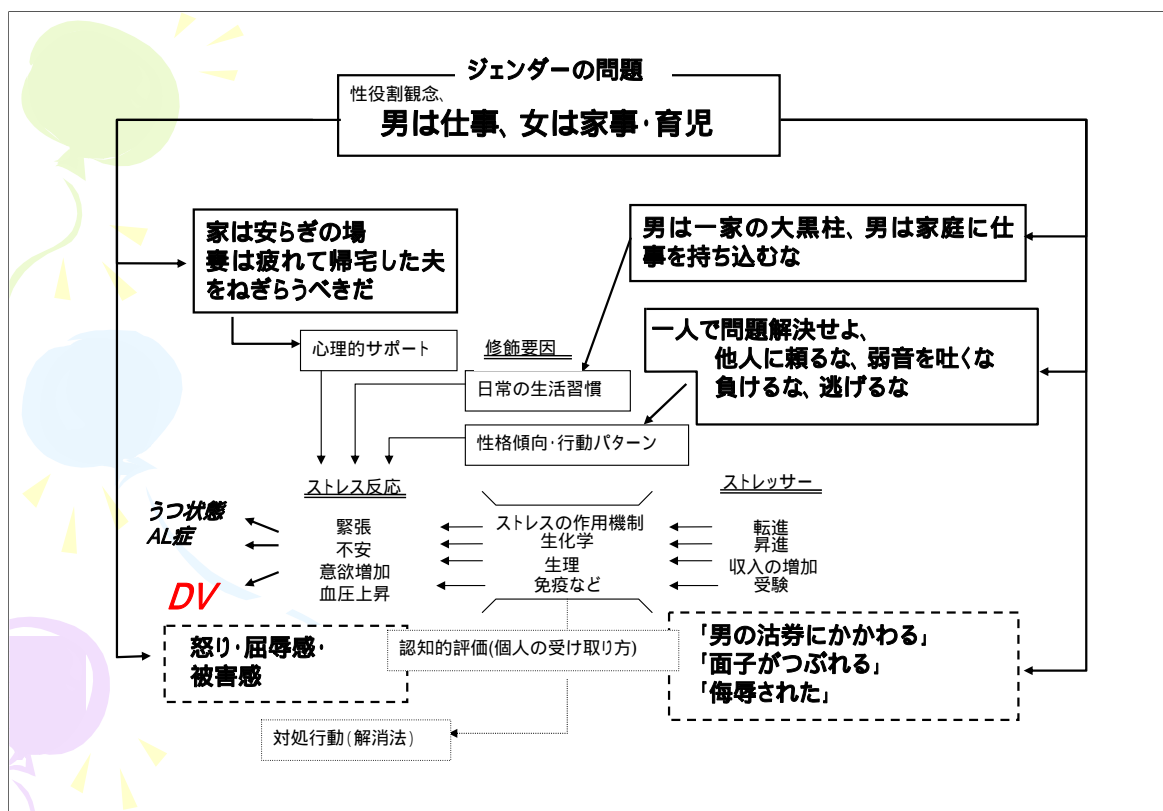 ジェンダーの問題
性役割観念、
男は仕事、女は家事・育児
家は安らぎの場
妻は疲れて帰宅した夫
をねぎらうべきだ
男は一家の大黒柱、男は家庭に仕
事を持ち込むな
一人で問題解決せよ、
他人に頼るな、弱音を吐くな
負けるな、逃げるな
心理的サポート
修飾要因
日常の生活習慣
性格傾向・行動パターン
ストレス反応
ストレッサー
うつ状態
AL症
DV
緊張
不安
意欲増加
血圧上昇
ストレスの作用機制
生化学
生理
免疫など
転進
昇進
収入の増加
受験
怒り・屈辱感・
被害感
認知的評価(個人の受け取り方)
「男の沽券にかかわる」
「面子がつぶれる」
「侮辱された」
対処行動(解消法)